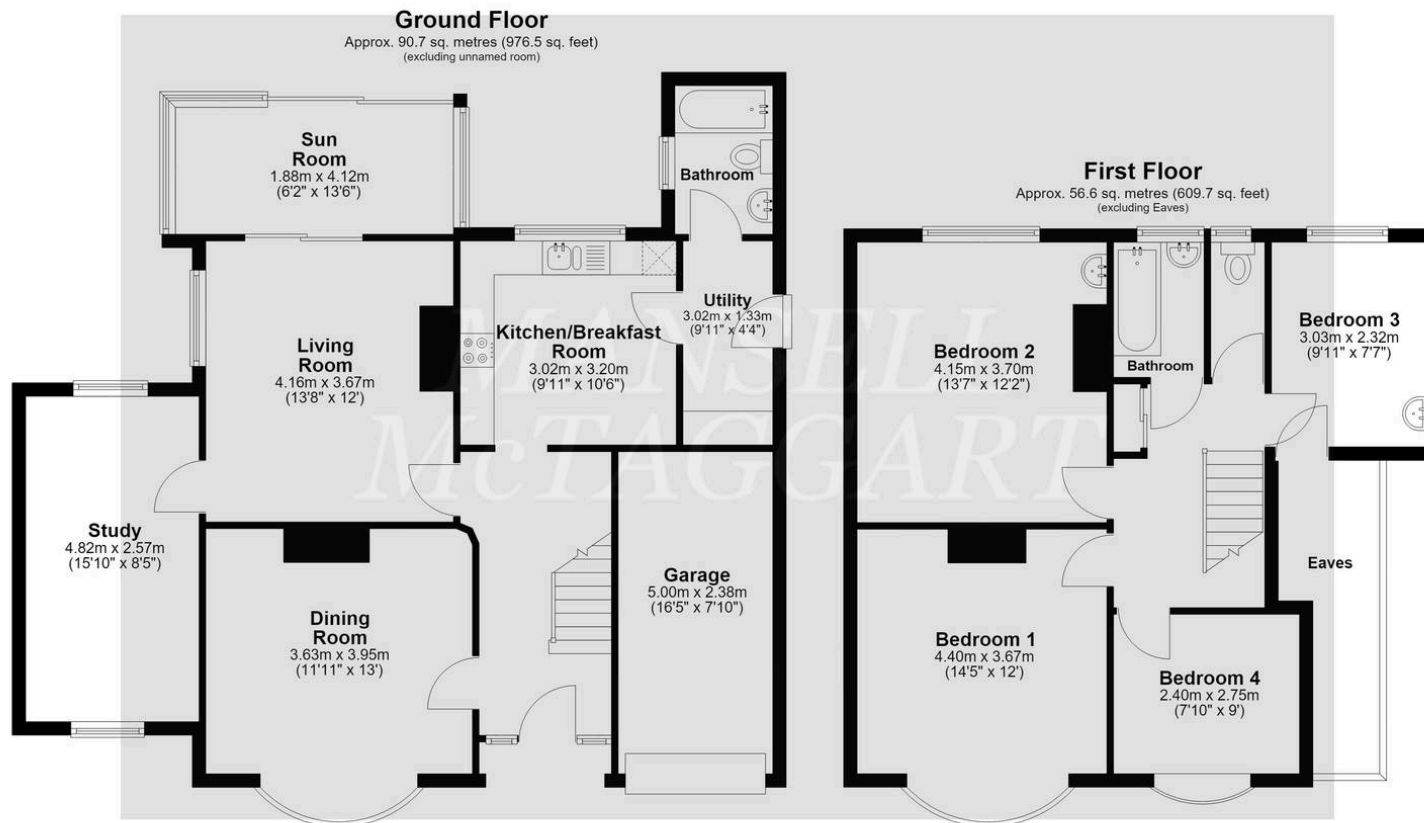 Ground Floor
Approx. 90.7 sq. metres (976.5 sq. feet)
(excluding unnamed room)
Sun
Room
1.88m x 4.12m
(6'2" x 13'6")
Bathroom
Living
Room
4.16m x 3.67m
(13'8" x 12')
Kitchen/Breakfast
Room
3.02m x 3.20m
(9'11" x 10'6")
Utility
3.02m x 1.33m
(9'11" x 4'4")
Study
4.82m x 2.57m
(15'10" x 8'5")
Dining
Room
3.63m x 3.95m
(11'11" x 13')
Garage
5.00m x 2.38m
(16'5" x 7'10")
First Floor
Approx. 56.6 sq. metres (609.7 sq. feet)
(excluding Eaves)
Bedroom 2
4.15m x 3.70m
(13'7" x 12'2")
Bathroom
Bedroom 3
3.03m x 2.32m
(9'11" x 7'7")
Eaves
Bedroom 1
4.40m x 3.67m
(14'5" x 12')
Bedroom 4
2.40m x 2.75m
(7'10" x 9')
MANSELL
McTAGGART